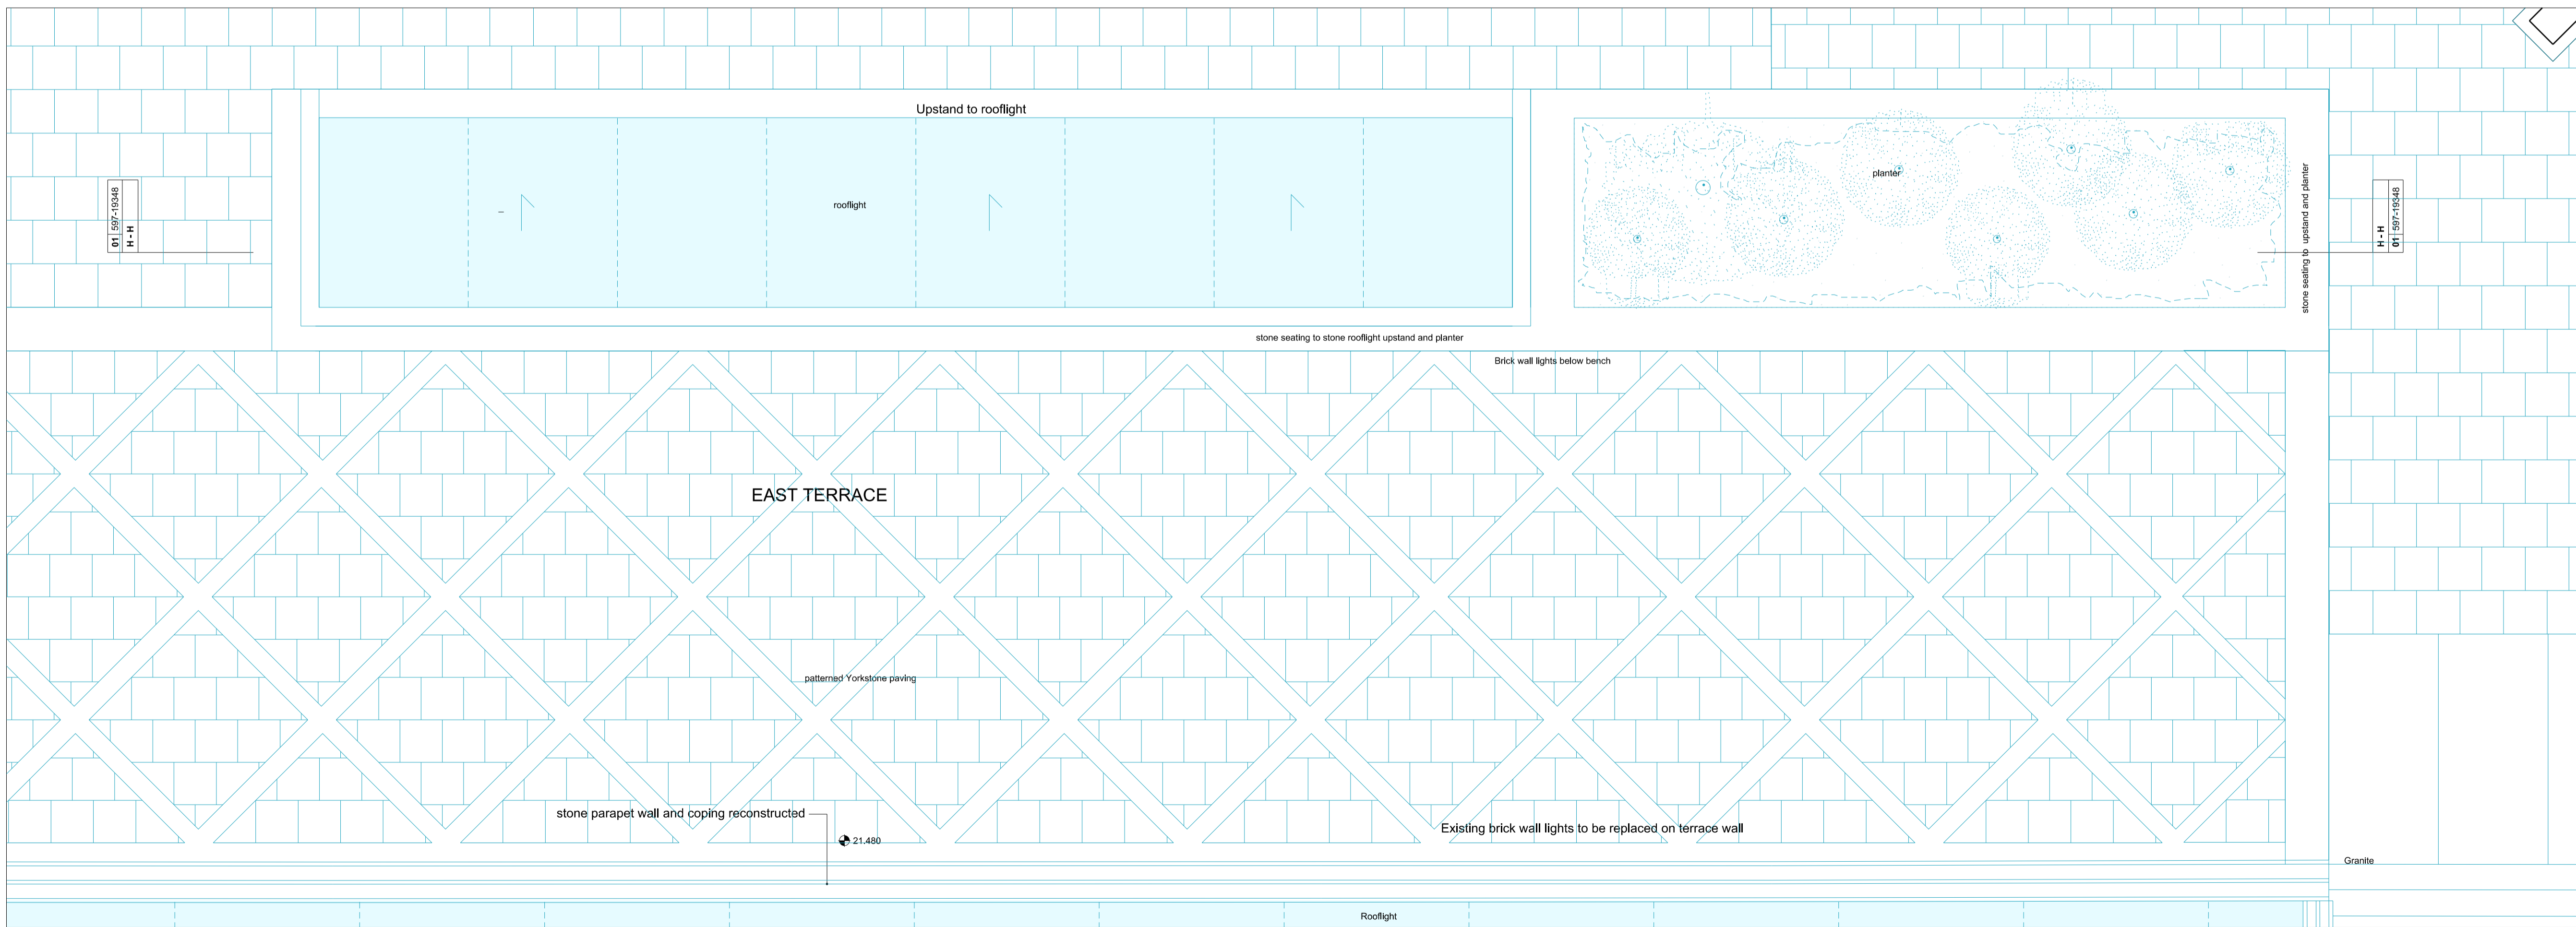 Upstand to rooflight
planter
rooflight
01 597-19348
H - H
H - H
01 597-19348
stone seating to upstand and planter
stone seating to stone rooflight upstand and planter
Brick wall lights below bench
EAST TERRACE
patterned Yorkstone paving
stone parapet wall and coping reconstructed
21.480
Existing brick wall lights to be replaced on terrace wall
Granite
Rooflight